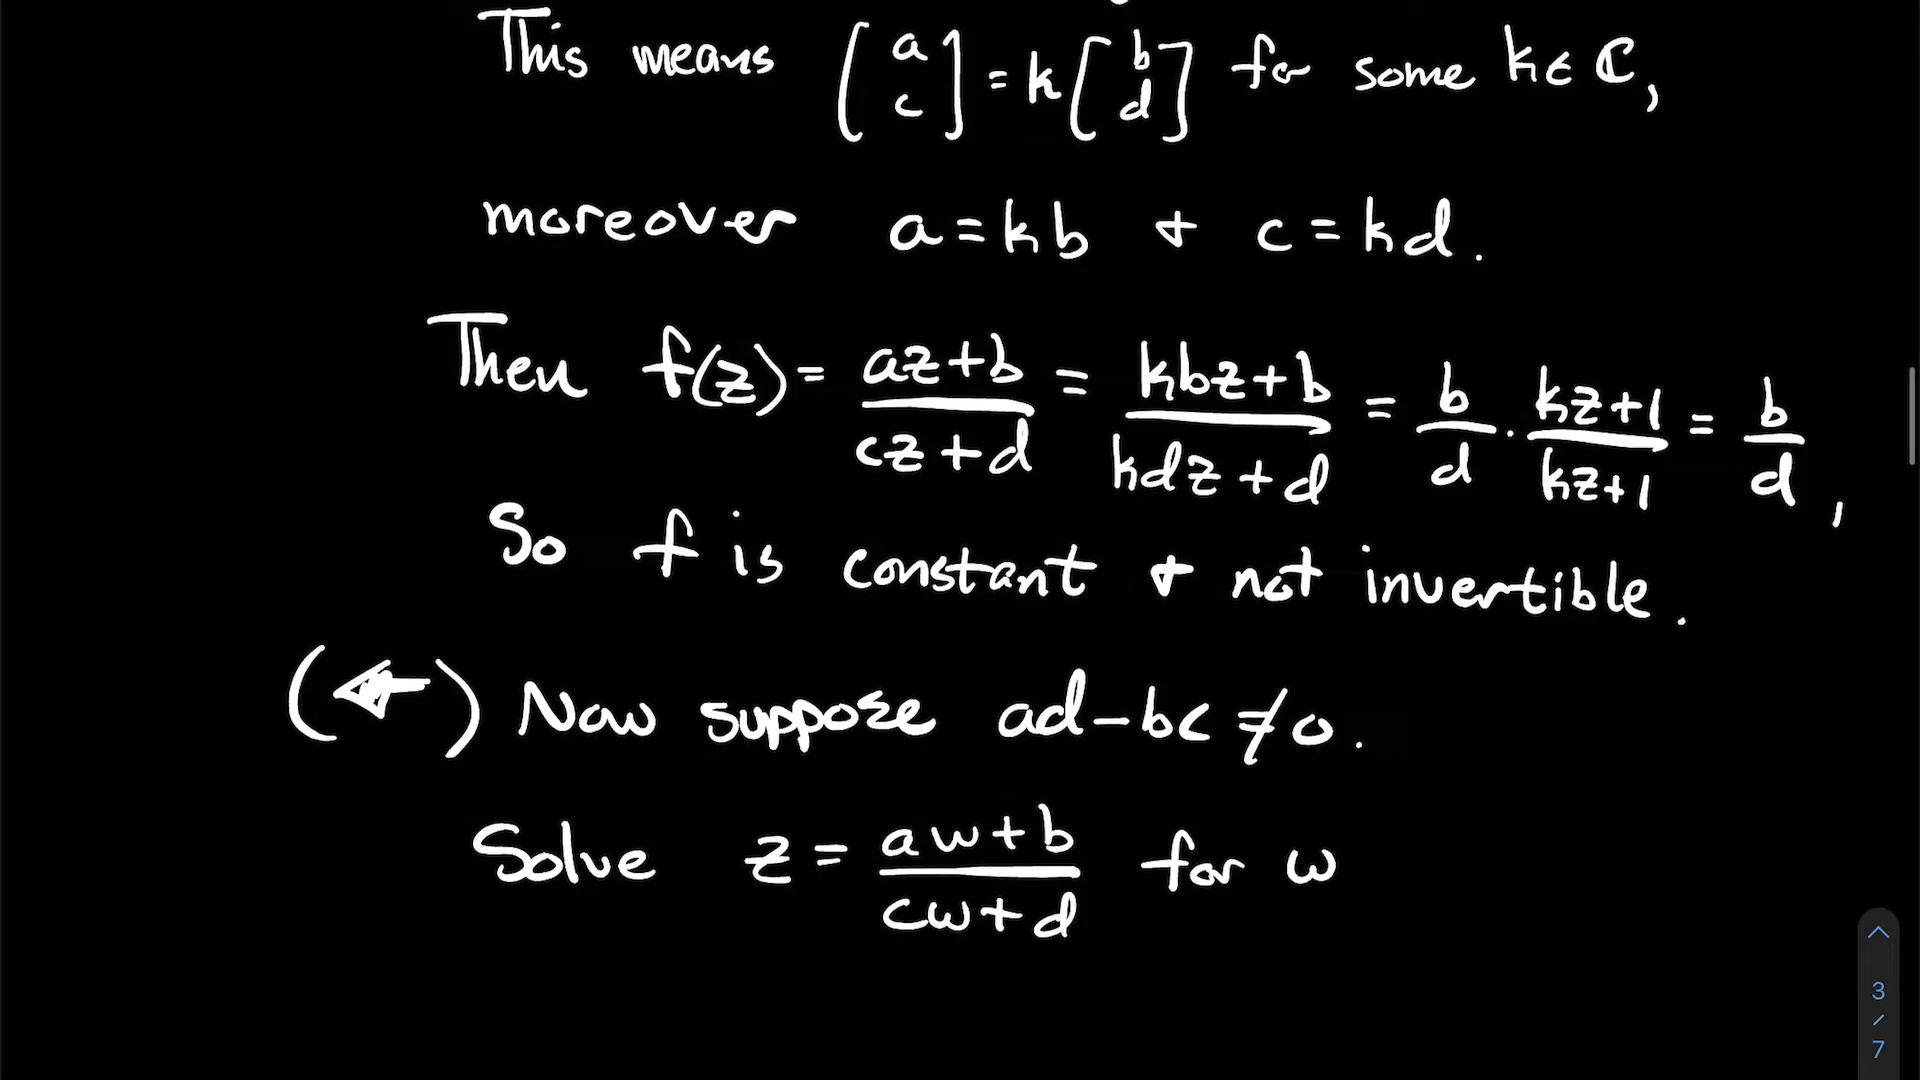 This means [a c] = k [b d] for some k ∈ ℂ,
moreover a = kb + c = kd.
Then f(z) = (az+b)/(cz+d) = (kbz+b)/(kdz+d) = b/d · (kz+1)/(kz+1) = b/d,
So f is constant + not invertible.
(⇐) Now suppose ad-bc ≠ 0.
Solve z = (aw+b)/(cw+d) for w
3
/
7